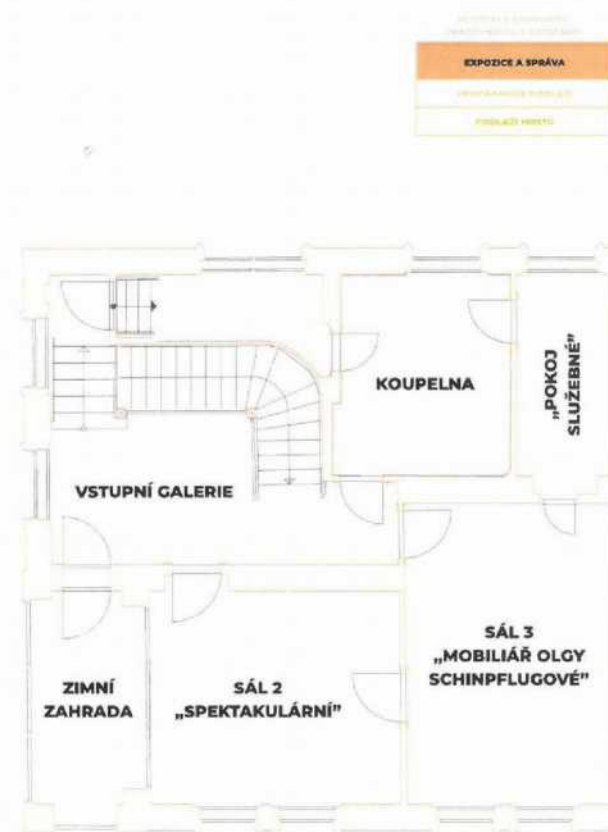 EXPOZICE A SPRÁVA
KOUPELNA
„POKOJ
SLUŽEBNÉ”
VSTUPNÍ GALERIE
SÁL 3
„MOBILIÁŘ OLGY
SCHINPFLUGOVÉ”
ZIMNÍ
ZAHRADA
SÁL 2
„SPEKTAKULÁRNÍ”